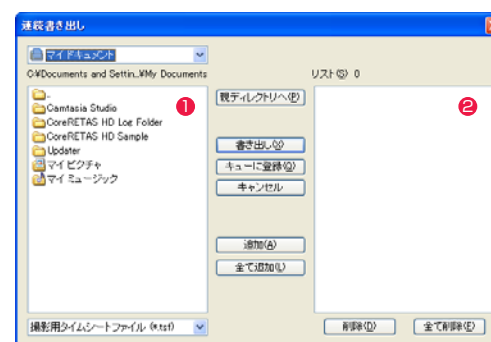 連続書き出し
マイドキュメント
C:¥Documents and Settin..¥My Documents
リスト(S) 0
..
Camtasia Studio
CoreRETAS HD Log Folder
CoreRETAS HD Sample
Updater
マイ ピクチャ
マイ ミュージック
1
親ディレクトリへ(P)
書き出し(X)
キューに登録(Q)
キャンセル
追加(A)
全て追加(L)
2
撮影用タイムシートファイル (*.tsf)
削除(D)
全て削除(E)